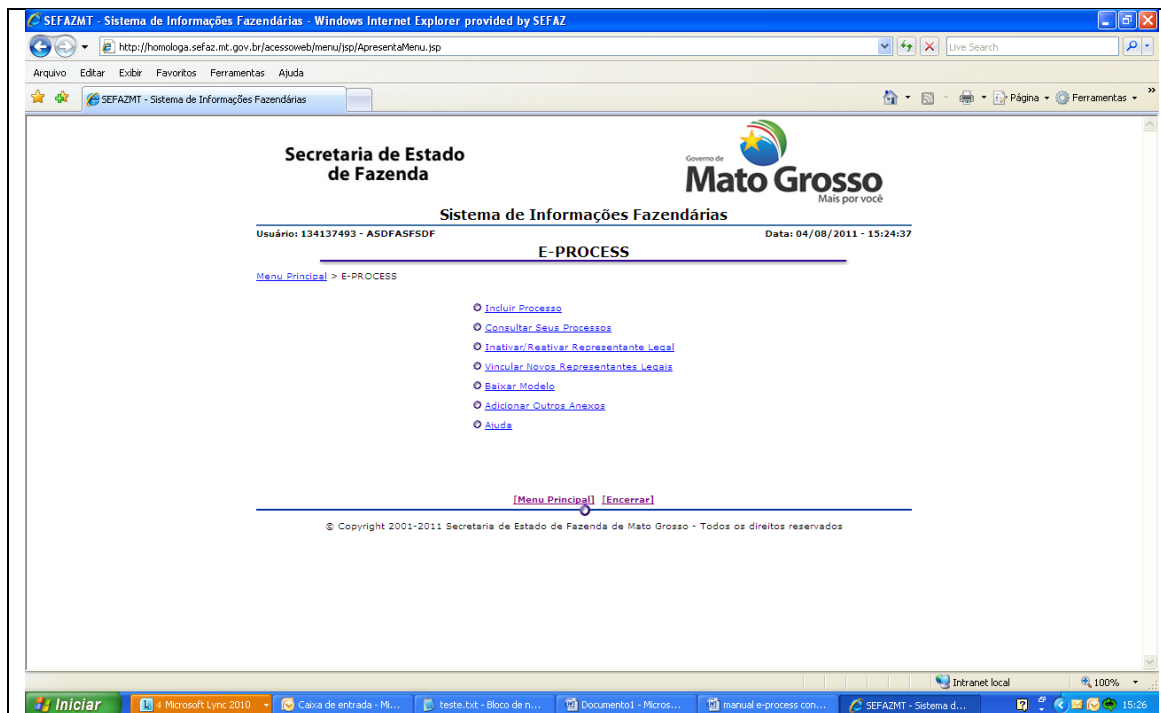 SEFAZMT - Sistema de Informações Fazendárias - Windows Internet Explorer provided by SEFAZ
http://homologa.sefaz.mt.gov.br/acessoweb/menu/jsp/ApresentaMenu.jsp
Live Search
Arquivo Editar Exibir Favoritos Ferramentas Ajuda
SEFAZMT - Sistema de Informações Fazendárias
Página
Ferramentas
Secretaria de Estado
de Fazenda
Governo de
Mato Grosso
Mais por você
Sistema de Informações Fazendárias
Usuário: 134137493 - ASDFASFSDF
Data: 04/08/2011 - 15:24:37
E-PROCESS
Menu Principal > E-PROCESS
Incluir Processo
Consultar Seus Processos
Inativar/Reativar Representante Legal
Vincular Novos Representantes Legais
Baixar Modelo
Adicionar Outros Anexos
Ajuda
[Menu Principal] [Encerrar]
© Copyright 2001-2011 Secretaria de Estado de Fazenda de Mato Grosso - Todos os direitos reservados
Intranet local
100%
Iniciar
4 Microsoft Lync 2010
Caixa de entrada - Mi...
teste.txt - Bloco de n...
Documento1 - Micros...
manual e-process con...
SEFAZMT - Sistema d...
15:26